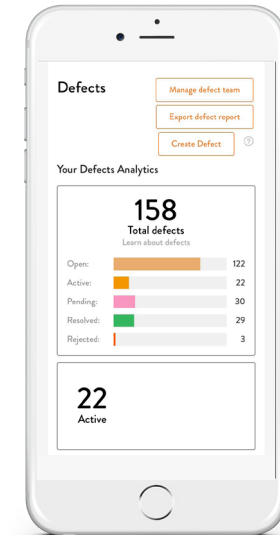 Defects
Manage defect team
Export defect report
Create Defect ?
Your Defects Analytics
158
Total defects
Learn about defects
Open: 122
Active: 22
Pending: 30
Resolved: 29
Rejected: 3
22
Active